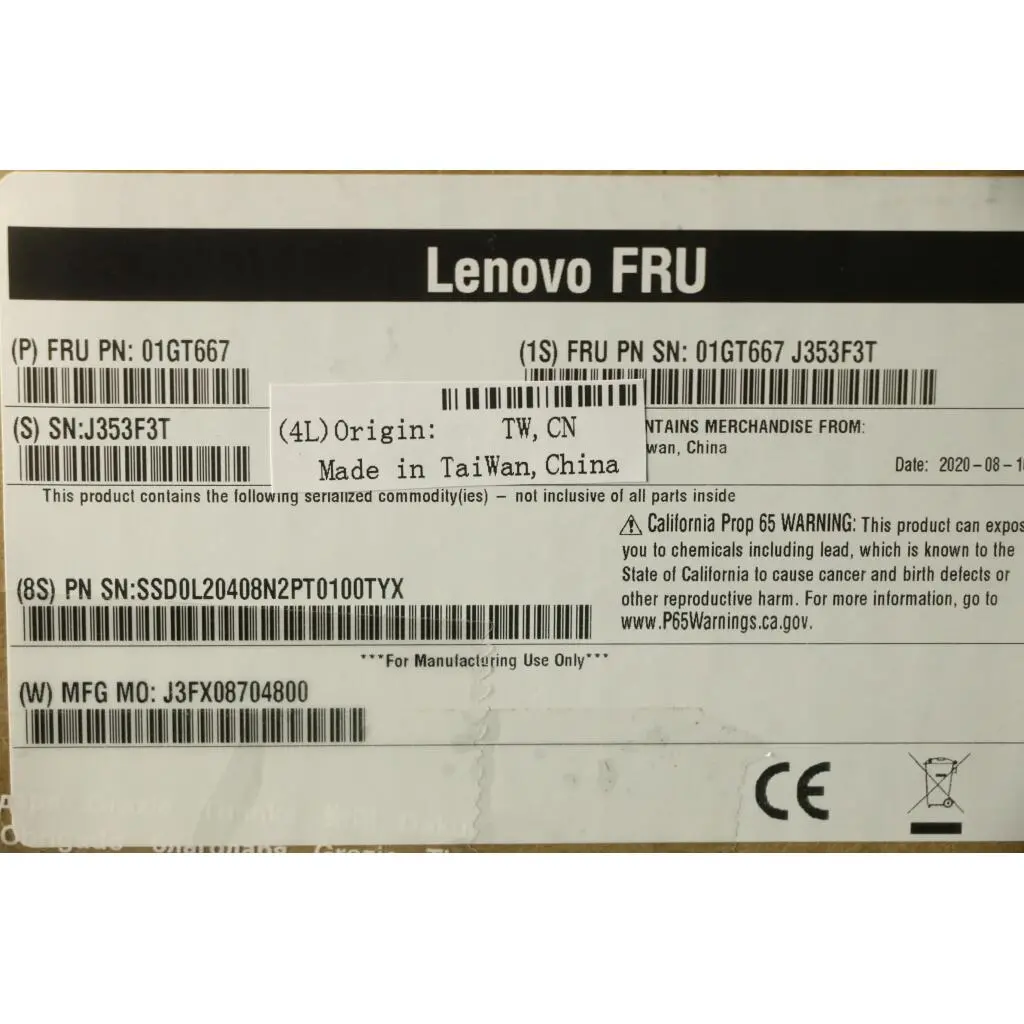 Lenovo FRU
(P) FRU PN: 01GT667
(1S) FRU PN SN: 01GT667 J353F3T
(S) SN:J353F3T
(4L)Origin: TW, CN
Made in TaiWan, China
NTAINS MERCHANDISE FROM:
wan, China
Date: 2020-08-1
This product contains the following serialized commodity(ies) – not inclusive of all parts inside
⚠ California Prop 65 WARNING: This product can expos
you to chemicals including lead, which is known to the
State of California to cause cancer and birth defects or
other reproductive harm. For more information, go to
www.P65Warnings.ca.gov.
(8S) PN SN:SSD0L20408N2PT0100TYX
***For Manufacturing Use Only***
(W) MFG MO: J3FX08704800
CE